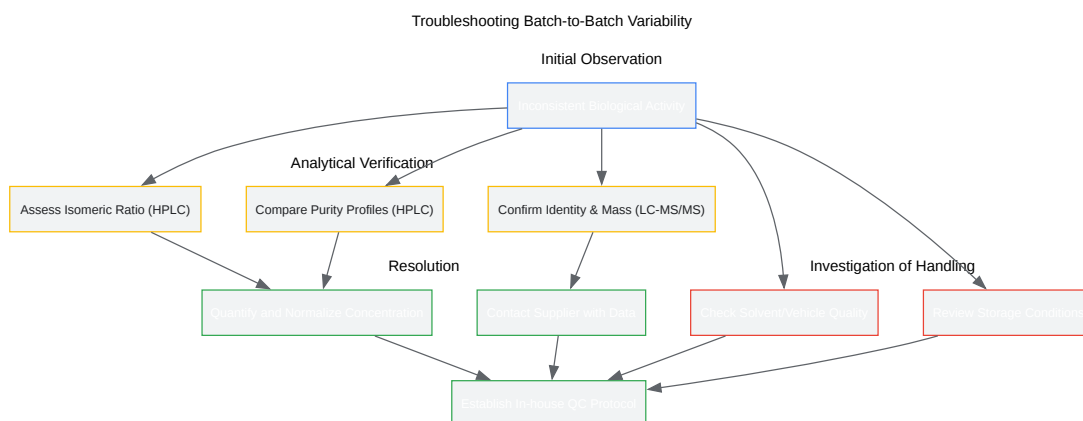 Troubleshooting Batch-to-Batch Variability
Initial Observation
Inconsistent Biological Activity
Analytical Verification
Assess Isomeric Ratio (HPLC)
Compare Purity Profiles (HPLC)
Confirm Identity & Mass (LC-MS/MS)
Resolution
Investigation of Handling
Quantify and Normalize Concentration
Contact Supplier with Data
Check Solvent/Vehicle Quality
Review Storage Conditions
Establish In-house QC